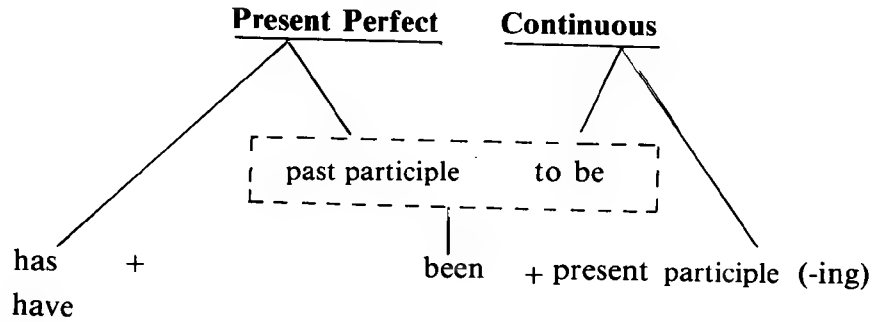 Present Perfect Continuous
past participle to be
has + been + present participle (-ing)
have